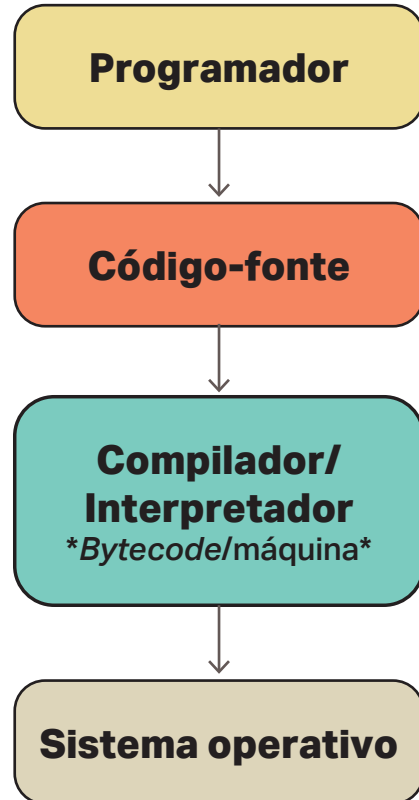 Programador
Código-fonte
Compilador/
Interpretador
*Bytecode/máquina*
Sistema operativo